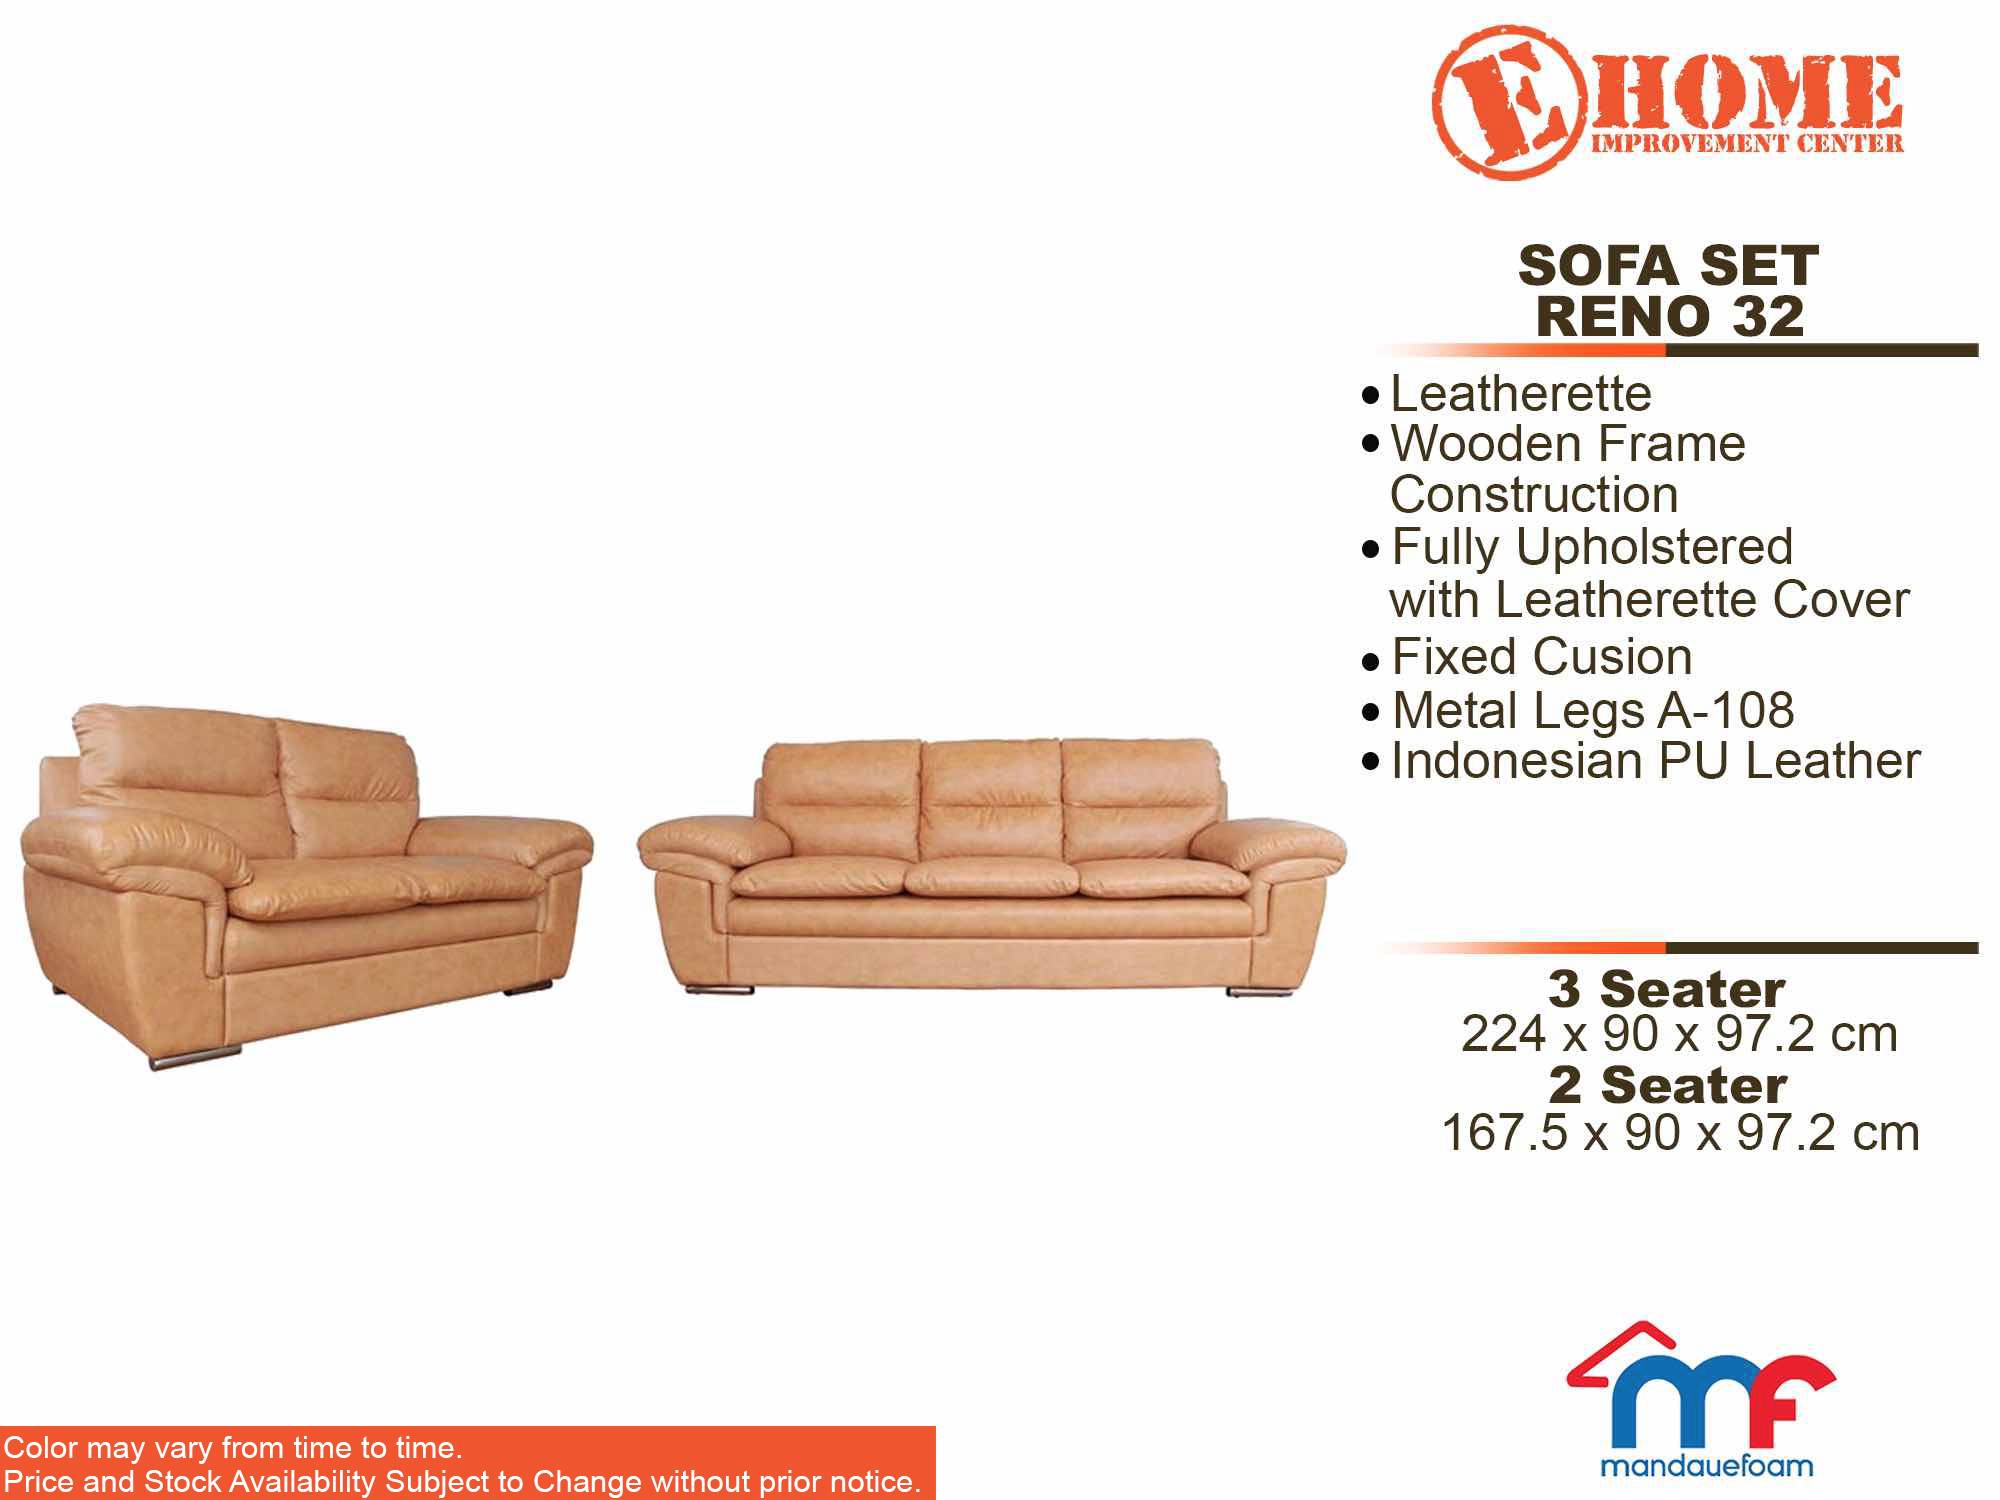 E HOME
IMPROVEMENT CENTER
SOFA SET
RENO 32
• Leatherette
• Wooden Frame
Construction
• Fully Upholstered
with Leatherette Cover
• Fixed Cusion
• Metal Legs A-108
• Indonesian PU Leather
3 Seater
224 x 90 x 97.2 cm
2 Seater
167.5 x 90 x 97.2 cm
mf
mandauefoam
Color may vary from time to time.
Price and Stock Availability Subject to Change without prior notice.